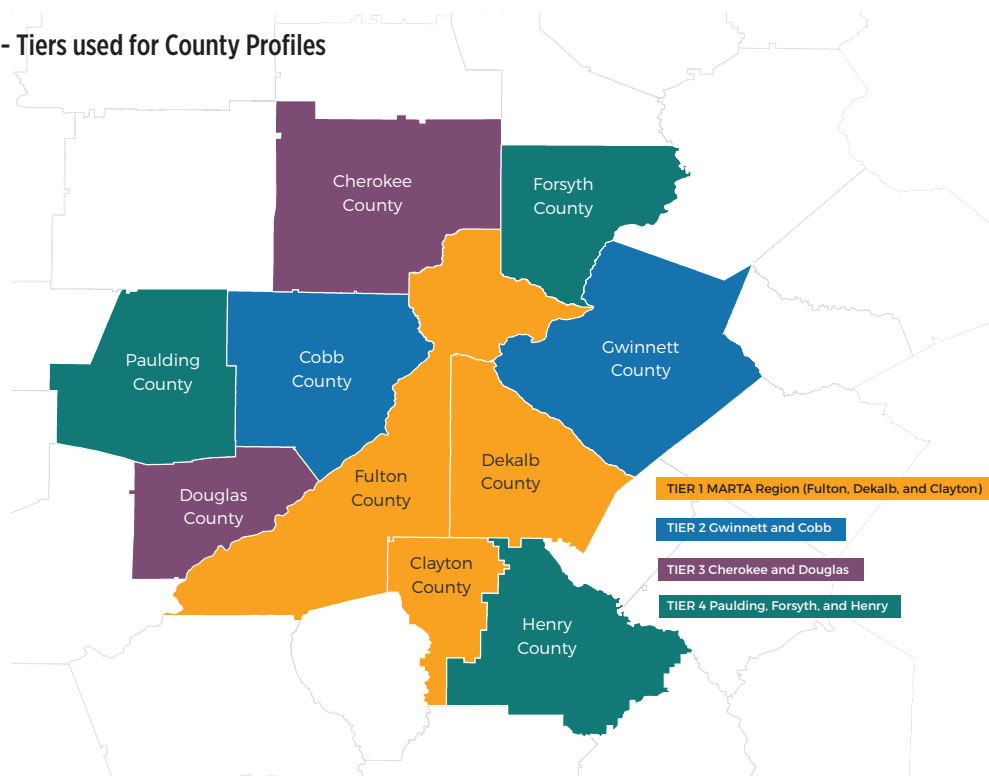 - Tiers used for County Profiles
Cherokee
County
Forsyth
County
Paulding
County
Cobb
County
Gwinnett
County
Douglas
County
Fulton
County
Dekalb
County
Clayton
County
Henry
County
TIER 1 MARTA Region (Fulton, Dekalb, and Clayton)
TIER 2 Gwinnett and Cobb
TIER 3 Cherokee and Douglas
TIER 4 Paulding, Forsyth, and Henry